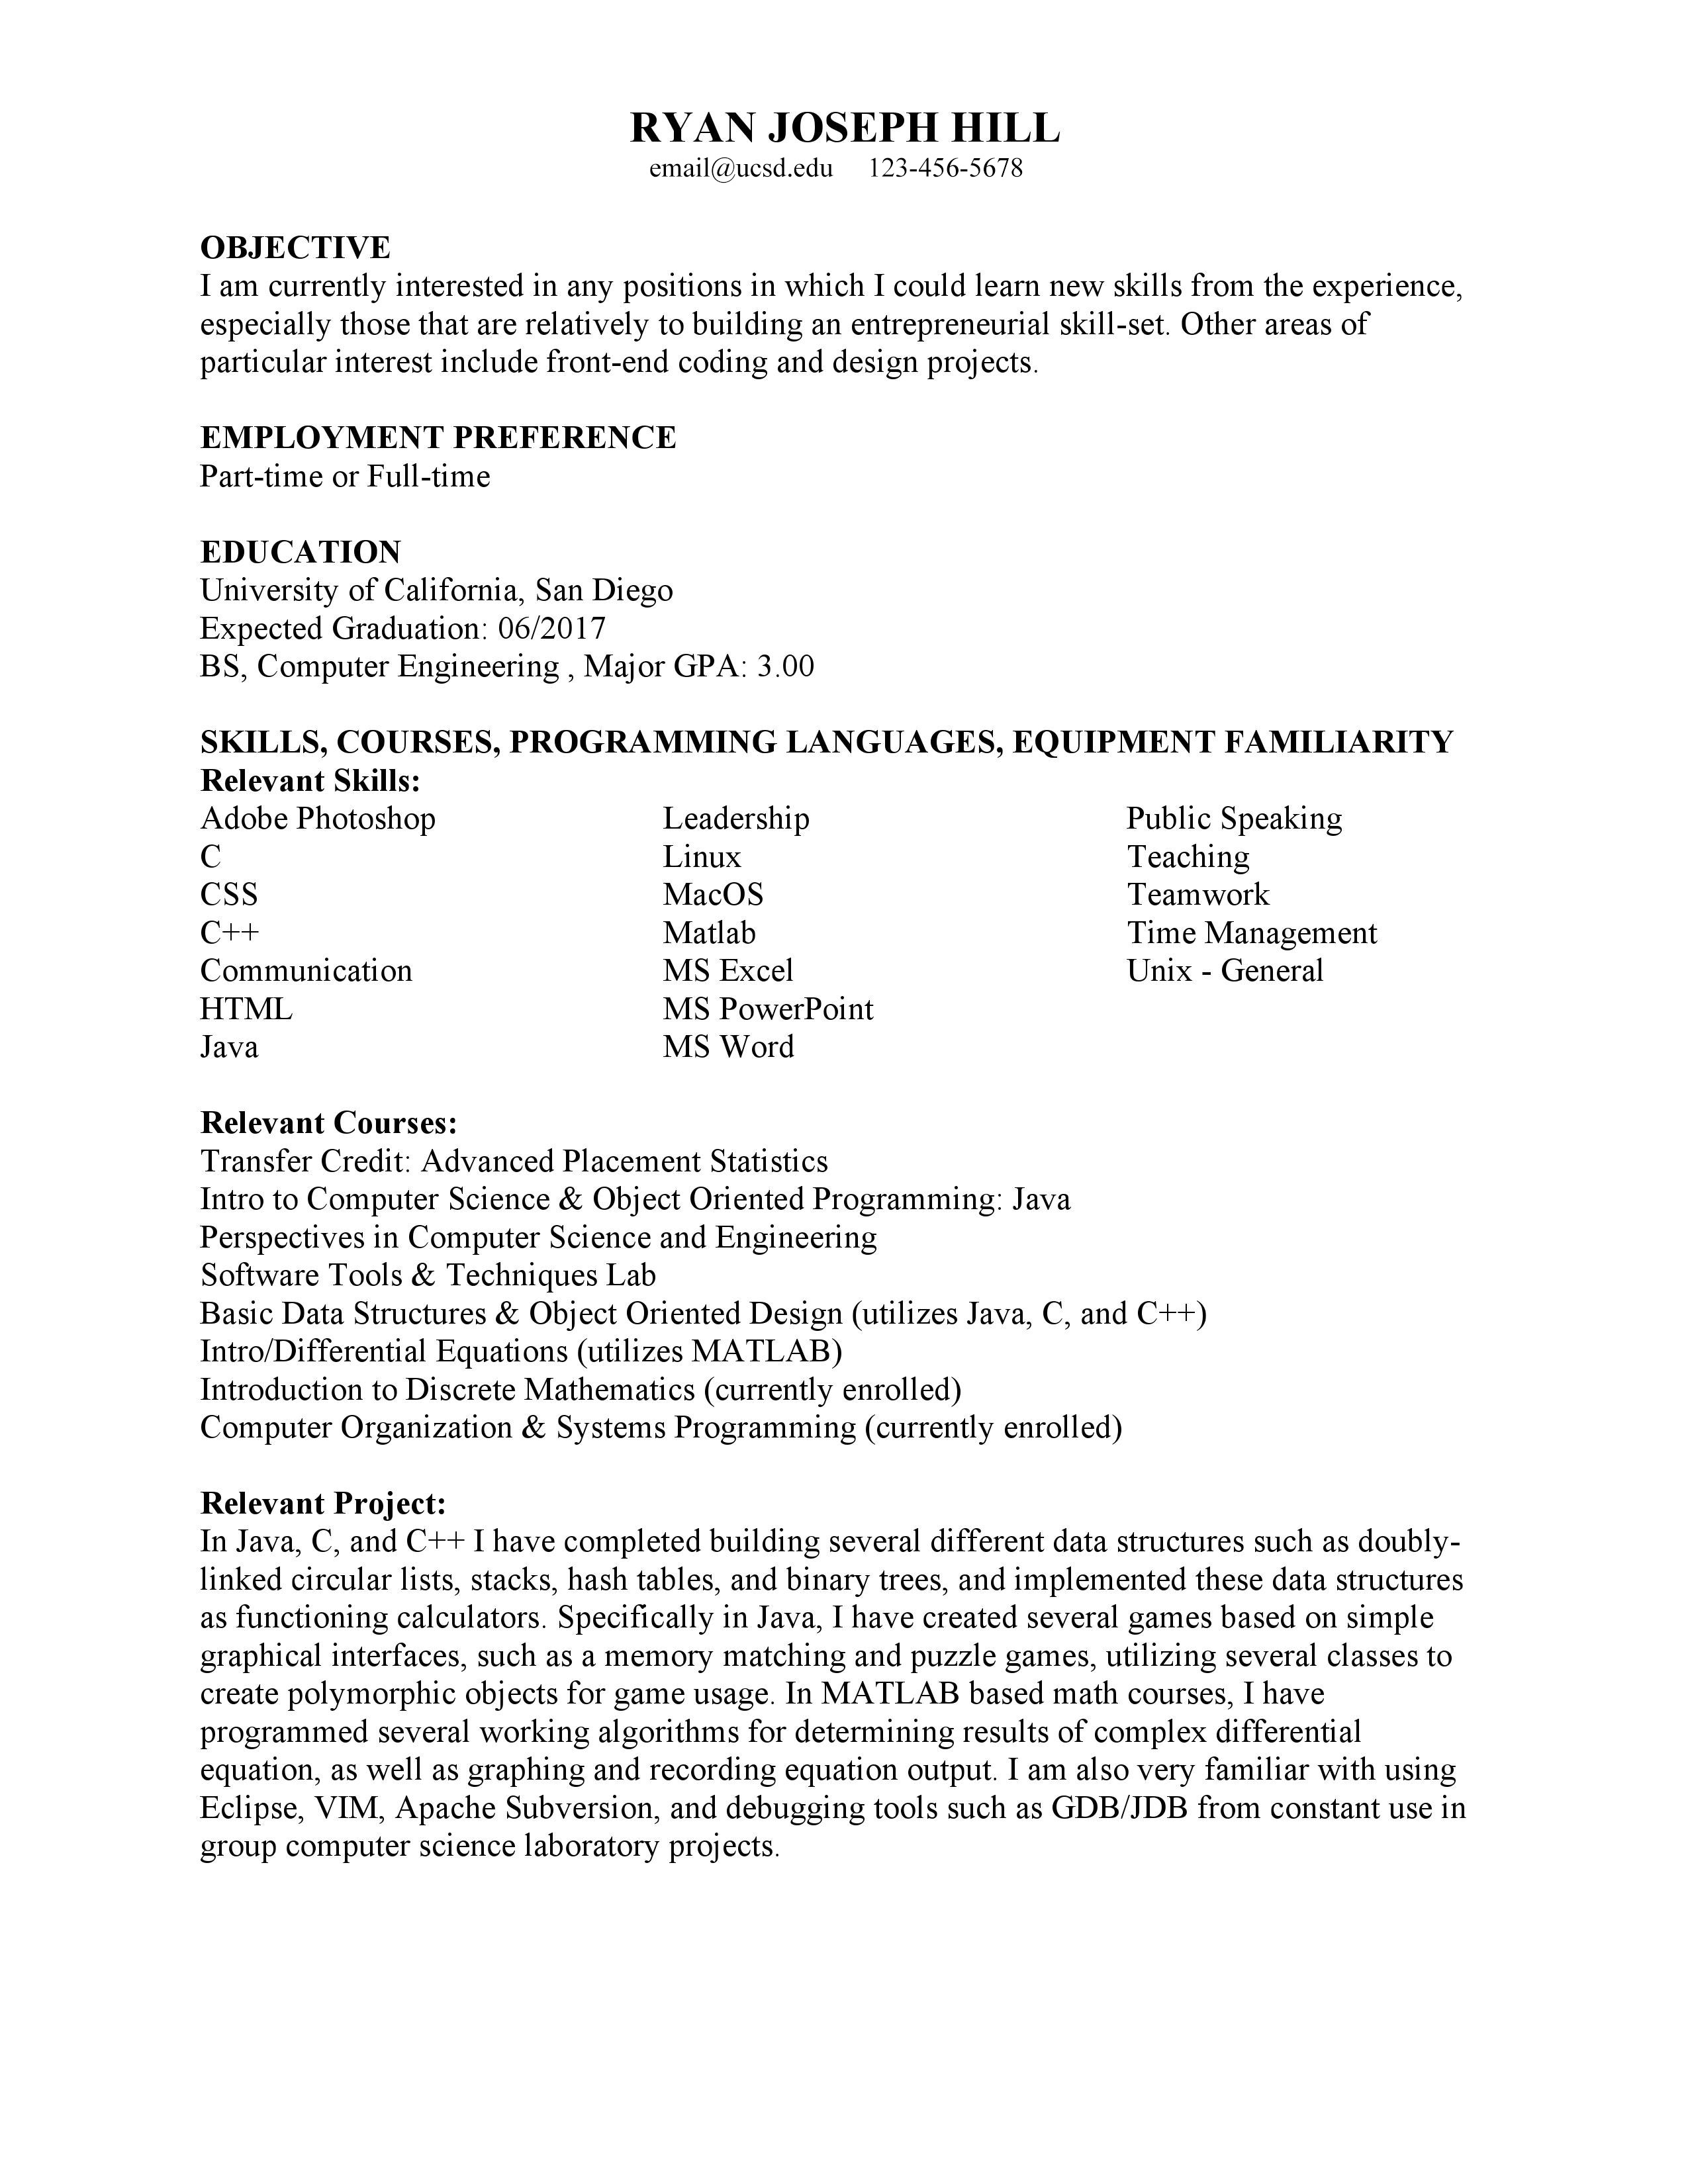 RYAN JOSEPH HILL
email@ucsd.edu 123-456-5678
OBJECTIVE
I am currently interested in any positions in which I could learn new skills from the experience,
especially those that are relatively to building an entrepreneurial skill-set. Other areas of
particular interest include front-end coding and design projects.
EMPLOYMENT PREFERENCE
Part-time or Full-time
EDUCATION
University of California, San Diego
Expected Graduation: 06/2017
BS, Computer Engineering , Major GPA: 3.00
SKILLS, COURSES, PROGRAMMING LANGUAGES, EQUIPMENT FAMILIARITY
Relevant Skills:
Adobe Photoshop
C
CSS
C++
Communication
HTML
Java
Leadership
Linux
MacOS
Matlab
MS Excel
MS PowerPoint
MS Word
Public Speaking
Teaching
Teamwork
Time Management
Unix - General
Relevant Courses:
Transfer Credit: Advanced Placement Statistics
Intro to Computer Science & Object Oriented Programming: Java
Perspectives in Computer Science and Engineering
Software Tools & Techniques Lab
Basic Data Structures & Object Oriented Design (utilizes Java, C, and C++)
Intro/Differential Equations (utilizes MATLAB)
Introduction to Discrete Mathematics (currently enrolled)
Computer Organization & Systems Programming (currently enrolled)
Relevant Project:
In Java, C, and C++ I have completed building several different data structures such as doubly-
linked circular lists, stacks, hash tables, and binary trees, and implemented these data structures
as functioning calculators. Specifically in Java, I have created several games based on simple
graphical interfaces, such as a memory matching and puzzle games, utilizing several classes to
create polymorphic objects for game usage. In MATLAB based math courses, I have
programmed several working algorithms for determining results of complex differential
equation, as well as graphing and recording equation output. I am also very familiar with using
Eclipse, VIM, Apache Subversion, and debugging tools such as GDB/JDB from constant use in
group computer science laboratory projects.